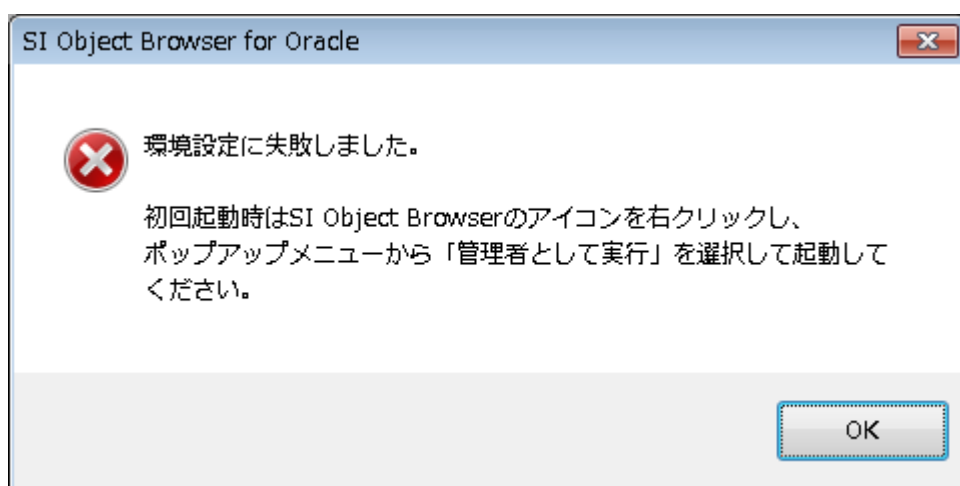 SI Object Browser for Oracle
環境設定に失敗しました。
初回起動時はSI Object Browserのアイコンを右クリックし、
ポップアップメニューから「管理者として実行」を選択して起動して
ください。
OK